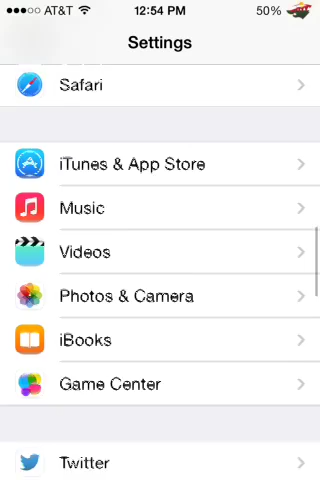 AT&T 12:54 PM 50%
Settings
Safari
iTunes & App Store
Music
Videos
Photos & Camera
iBooks
Game Center
Twitter